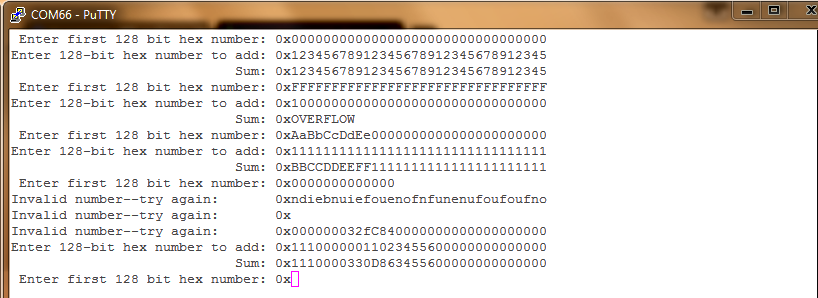 COM66 - PuTTY
Enter first 128 bit hex number: 0x00000000000000000000000000000000
Enter 128-bit hex number to add: 0x12345678912345678912345678912345
Sum: 0x12345678912345678912345678912345
Enter first 128 bit hex number: 0xFFFFFFFFFFFFFFFFFFFFFFFFFFFFFFFF
Enter 128-bit hex number to add: 0x10000000000000000000000000000000
Sum: 0xOVERFLOW
Enter first 128 bit hex number: 0xAaBbCcDdEe0000000000000000000000
Enter 128-bit hex number to add: 0x11111111111111111111111111111111
Sum: 0xBBCCDDEEFF1111111111111111111111
Enter first 128 bit hex number: 0x0000000000000
Invalid number--try again: 0xndiebnuiefouenofnfunenufoufoufno
Invalid number--try again: 0x
Invalid number--try again: 0x000000032fC840000000000000000000
Enter 128-bit hex number to add: 0x11100000011023455600000000000000
Sum: 0x1110000330D863455600000000000000
Enter first 128 bit hex number: 0x